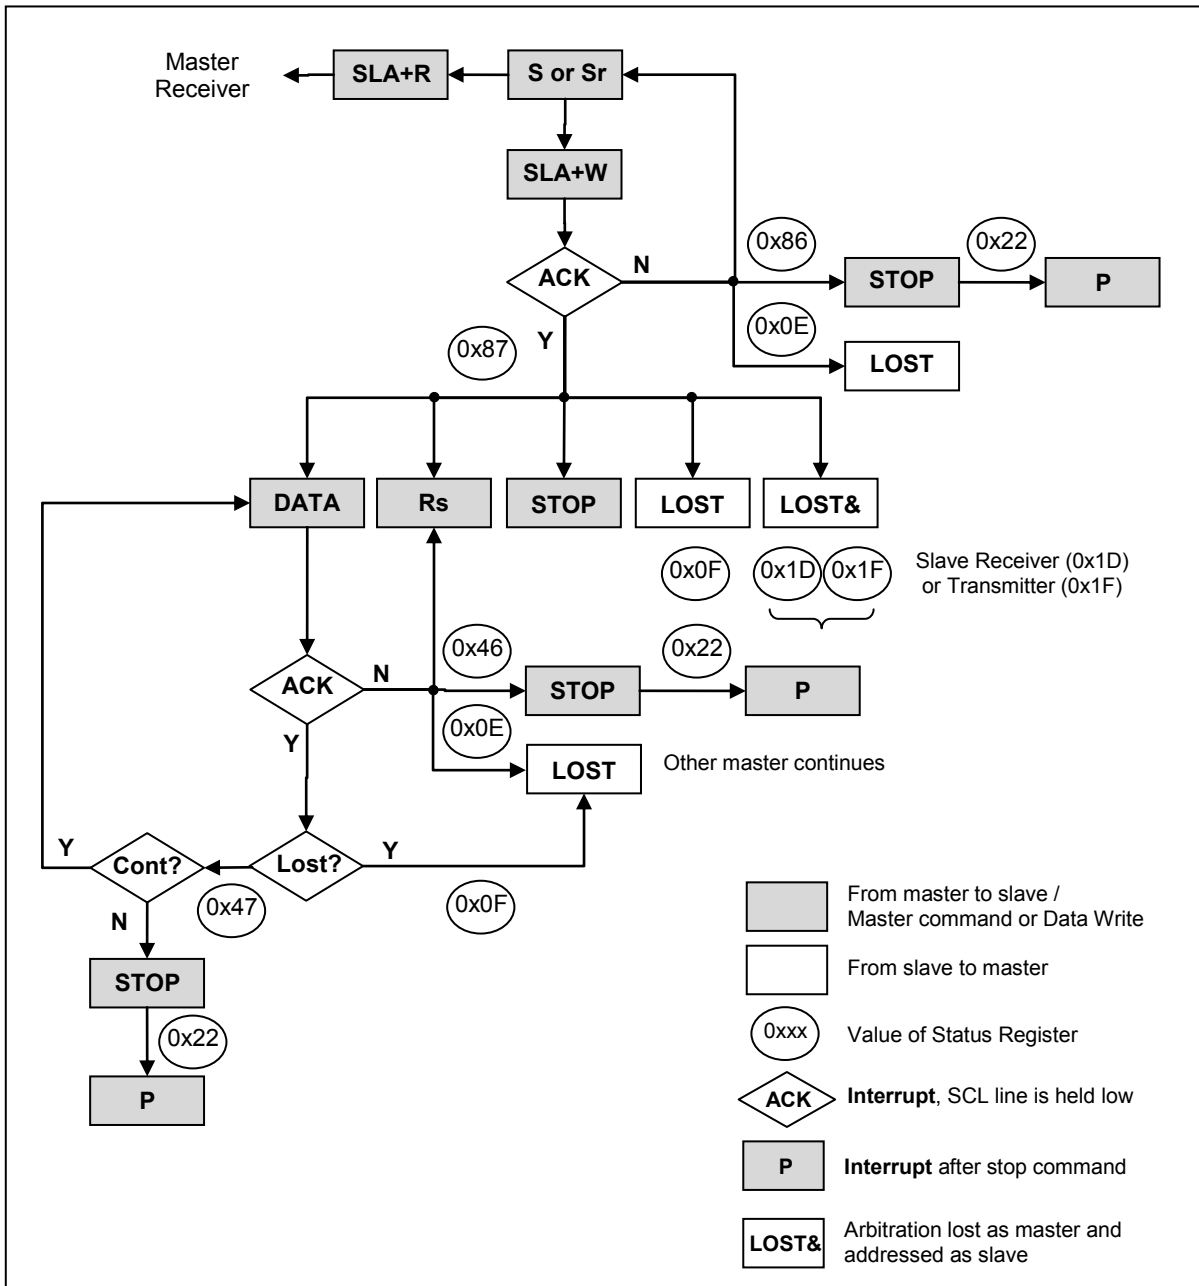 Master
Receiver
SLA+R
S or Sr
SLA+W
ACK
N
0x86
STOP
0x22
P
0x0E
LOST
Y
0x87
DATA
Rs
STOP
LOST
LOST&
0x0F
0x1D
0x1F
Slave Receiver (0x1D)
or Transmitter (0x1F)
ACK
N
0x46
STOP
0x22
P
0x0E
LOST
Other master continues
Y
Y
Cont?
Lost?
Y
0x47
0x0F
N
STOP
0x22
P
From master to slave /
Master command or Data Write
From slave to master
0xxx
Value of Status Register
ACK
Interrupt, SCL line is held low
P
Interrupt after stop command
LOST&
Arbitration lost as master and
addressed as slave